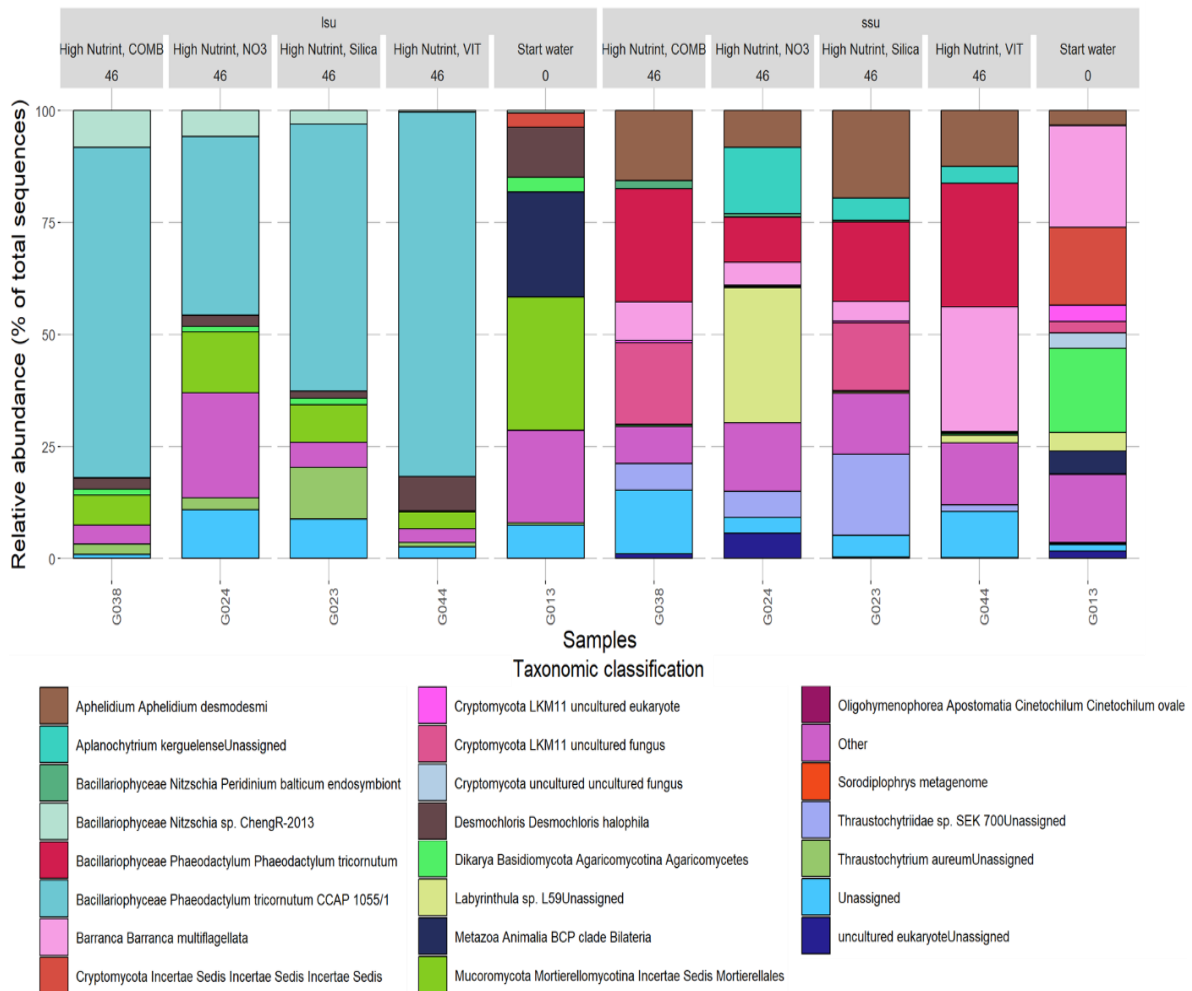 lsu
ssu
High Nutrint, COMB
High Nutrint, NO3
High Nutrint, Silica
High Nutrint, VIT
Start water
High Nutrint, COMB
High Nutrint, NO3
High Nutrint, Silica
High Nutrint, VIT
Start water
46
46
46
46
0
46
46
46
46
0
Relative abundance (% of total sequences)
100
75
50
25
0
G038
G024
G023
G044
G013
G038
G024
G023
G044
G013
Samples
Taxonomic classification
Aphelidium Aphelidium desmodesmi
Aplanochytrium kerguelenseUnassigned
Bacillariophyceae Nitzschia Peridinium balticum endosymbiont
Bacillariophyceae Nitzschia sp. ChengR-2013
Bacillariophyceae Phaeodactylum Phaeodactylum tricornutum
Bacillariophyceae Phaeodactylum tricornutum CCAP 1055/1
Barranca Barranca multiflagellata
Cryptomycota Incertae Sedis Incertae Sedis Incertae Sedis
Cryptomycota LKM11 uncultured eukaryote
Cryptomycota LKM11 uncultured fungus
Cryptomycota uncultured uncultured fungus
Desmochloris Desmochloris halophila
Dikarya Basidiomycota Agaricomycotina Agaricomycetes
Labyrinthula sp. L59Unassigned
Metazoa Animalia BCP clade Bilateria
Mucoromycota Mortierellomycotina Incertae Sedis Mortierellales
Oligohymenophorea Apostomatia Cinetochilum Cinetochilum ovale
Other
Sorodiplophrys metagenome
Thraustochytriidae sp. SEK 700Unassigned
Thraustochytrium aureumUnassigned
Unassigned
uncultured eukaryoteUnassigned